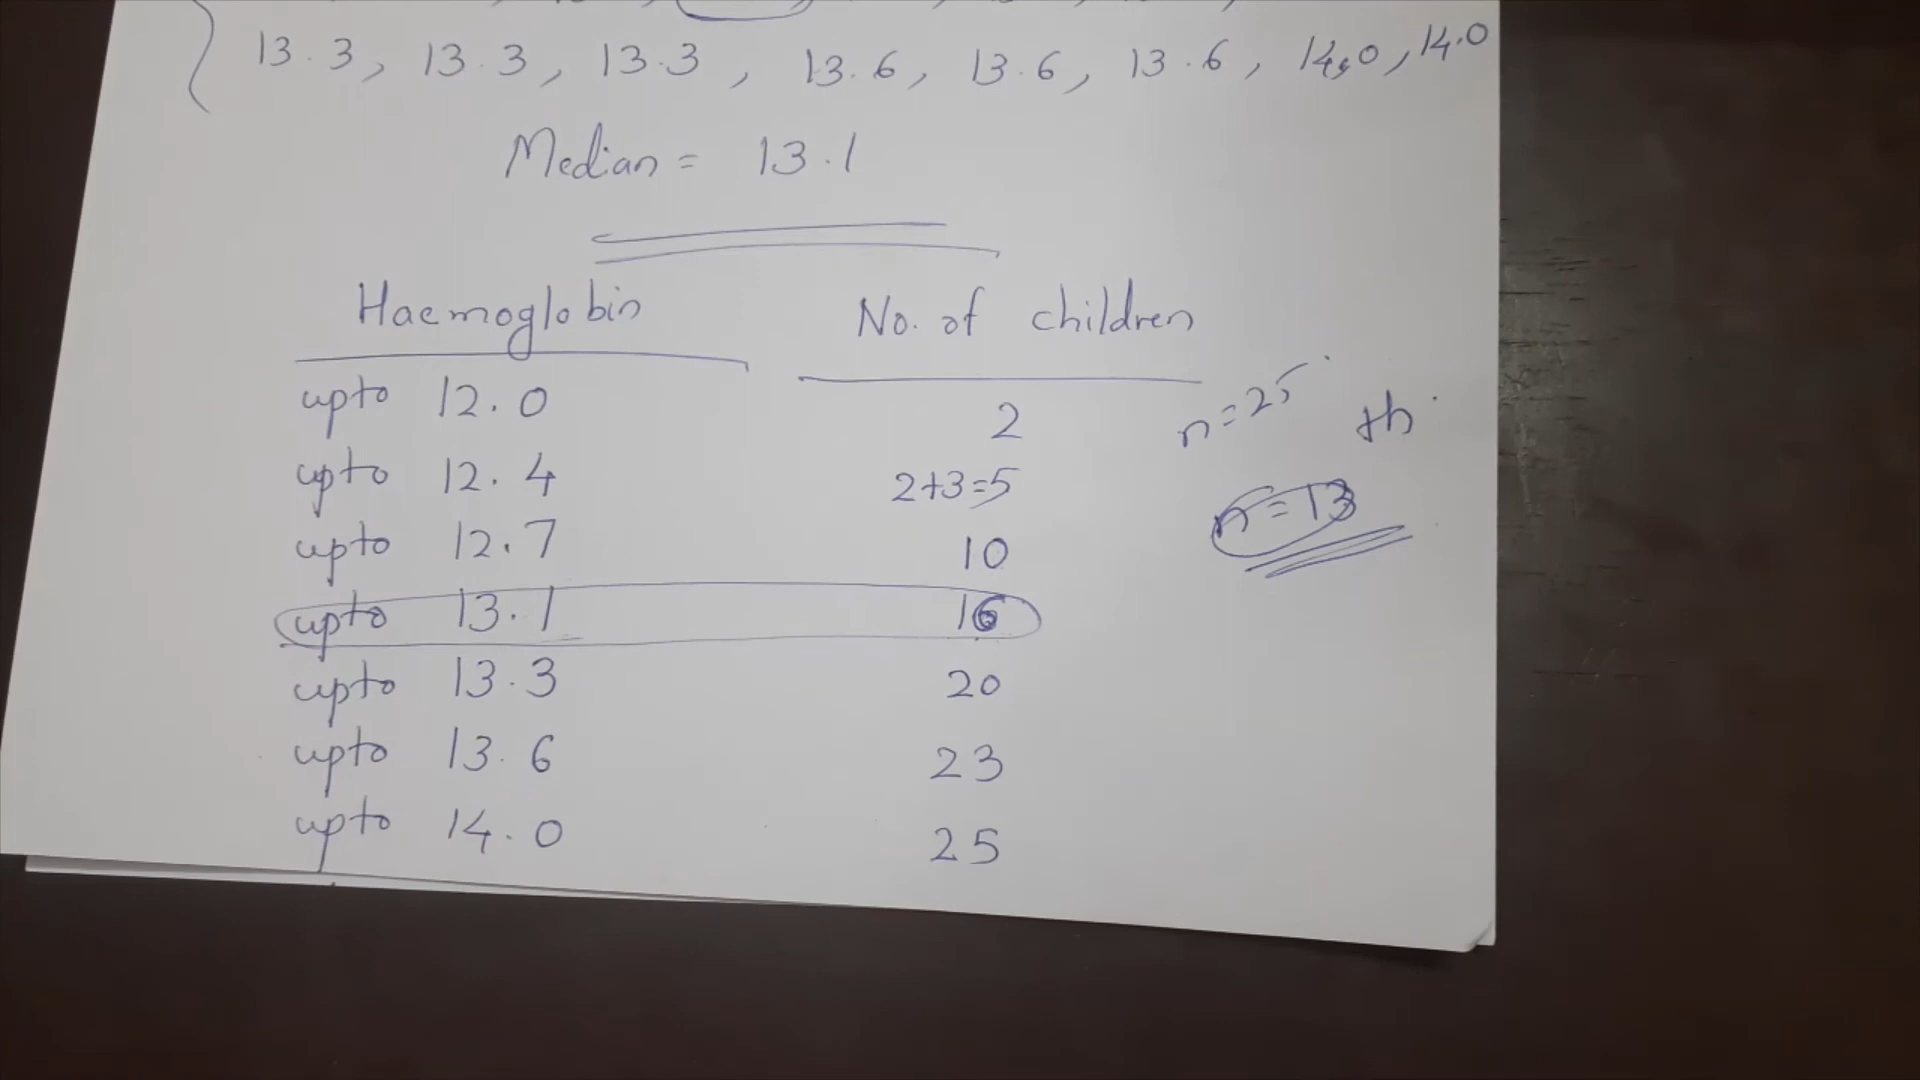 13.3, 13.3, 13.3, 13.6, 13.6, 13.6, 14.0, 14.0
Median = 13.1
Haemoglobin No. of children
upto 12.0 2
upto 12.4 2+3=5
upto 12.7 10
upto 13.1 16
upto 13.3 20
upto 13.6 23
upto 14.0 25
n=25
th
n=13